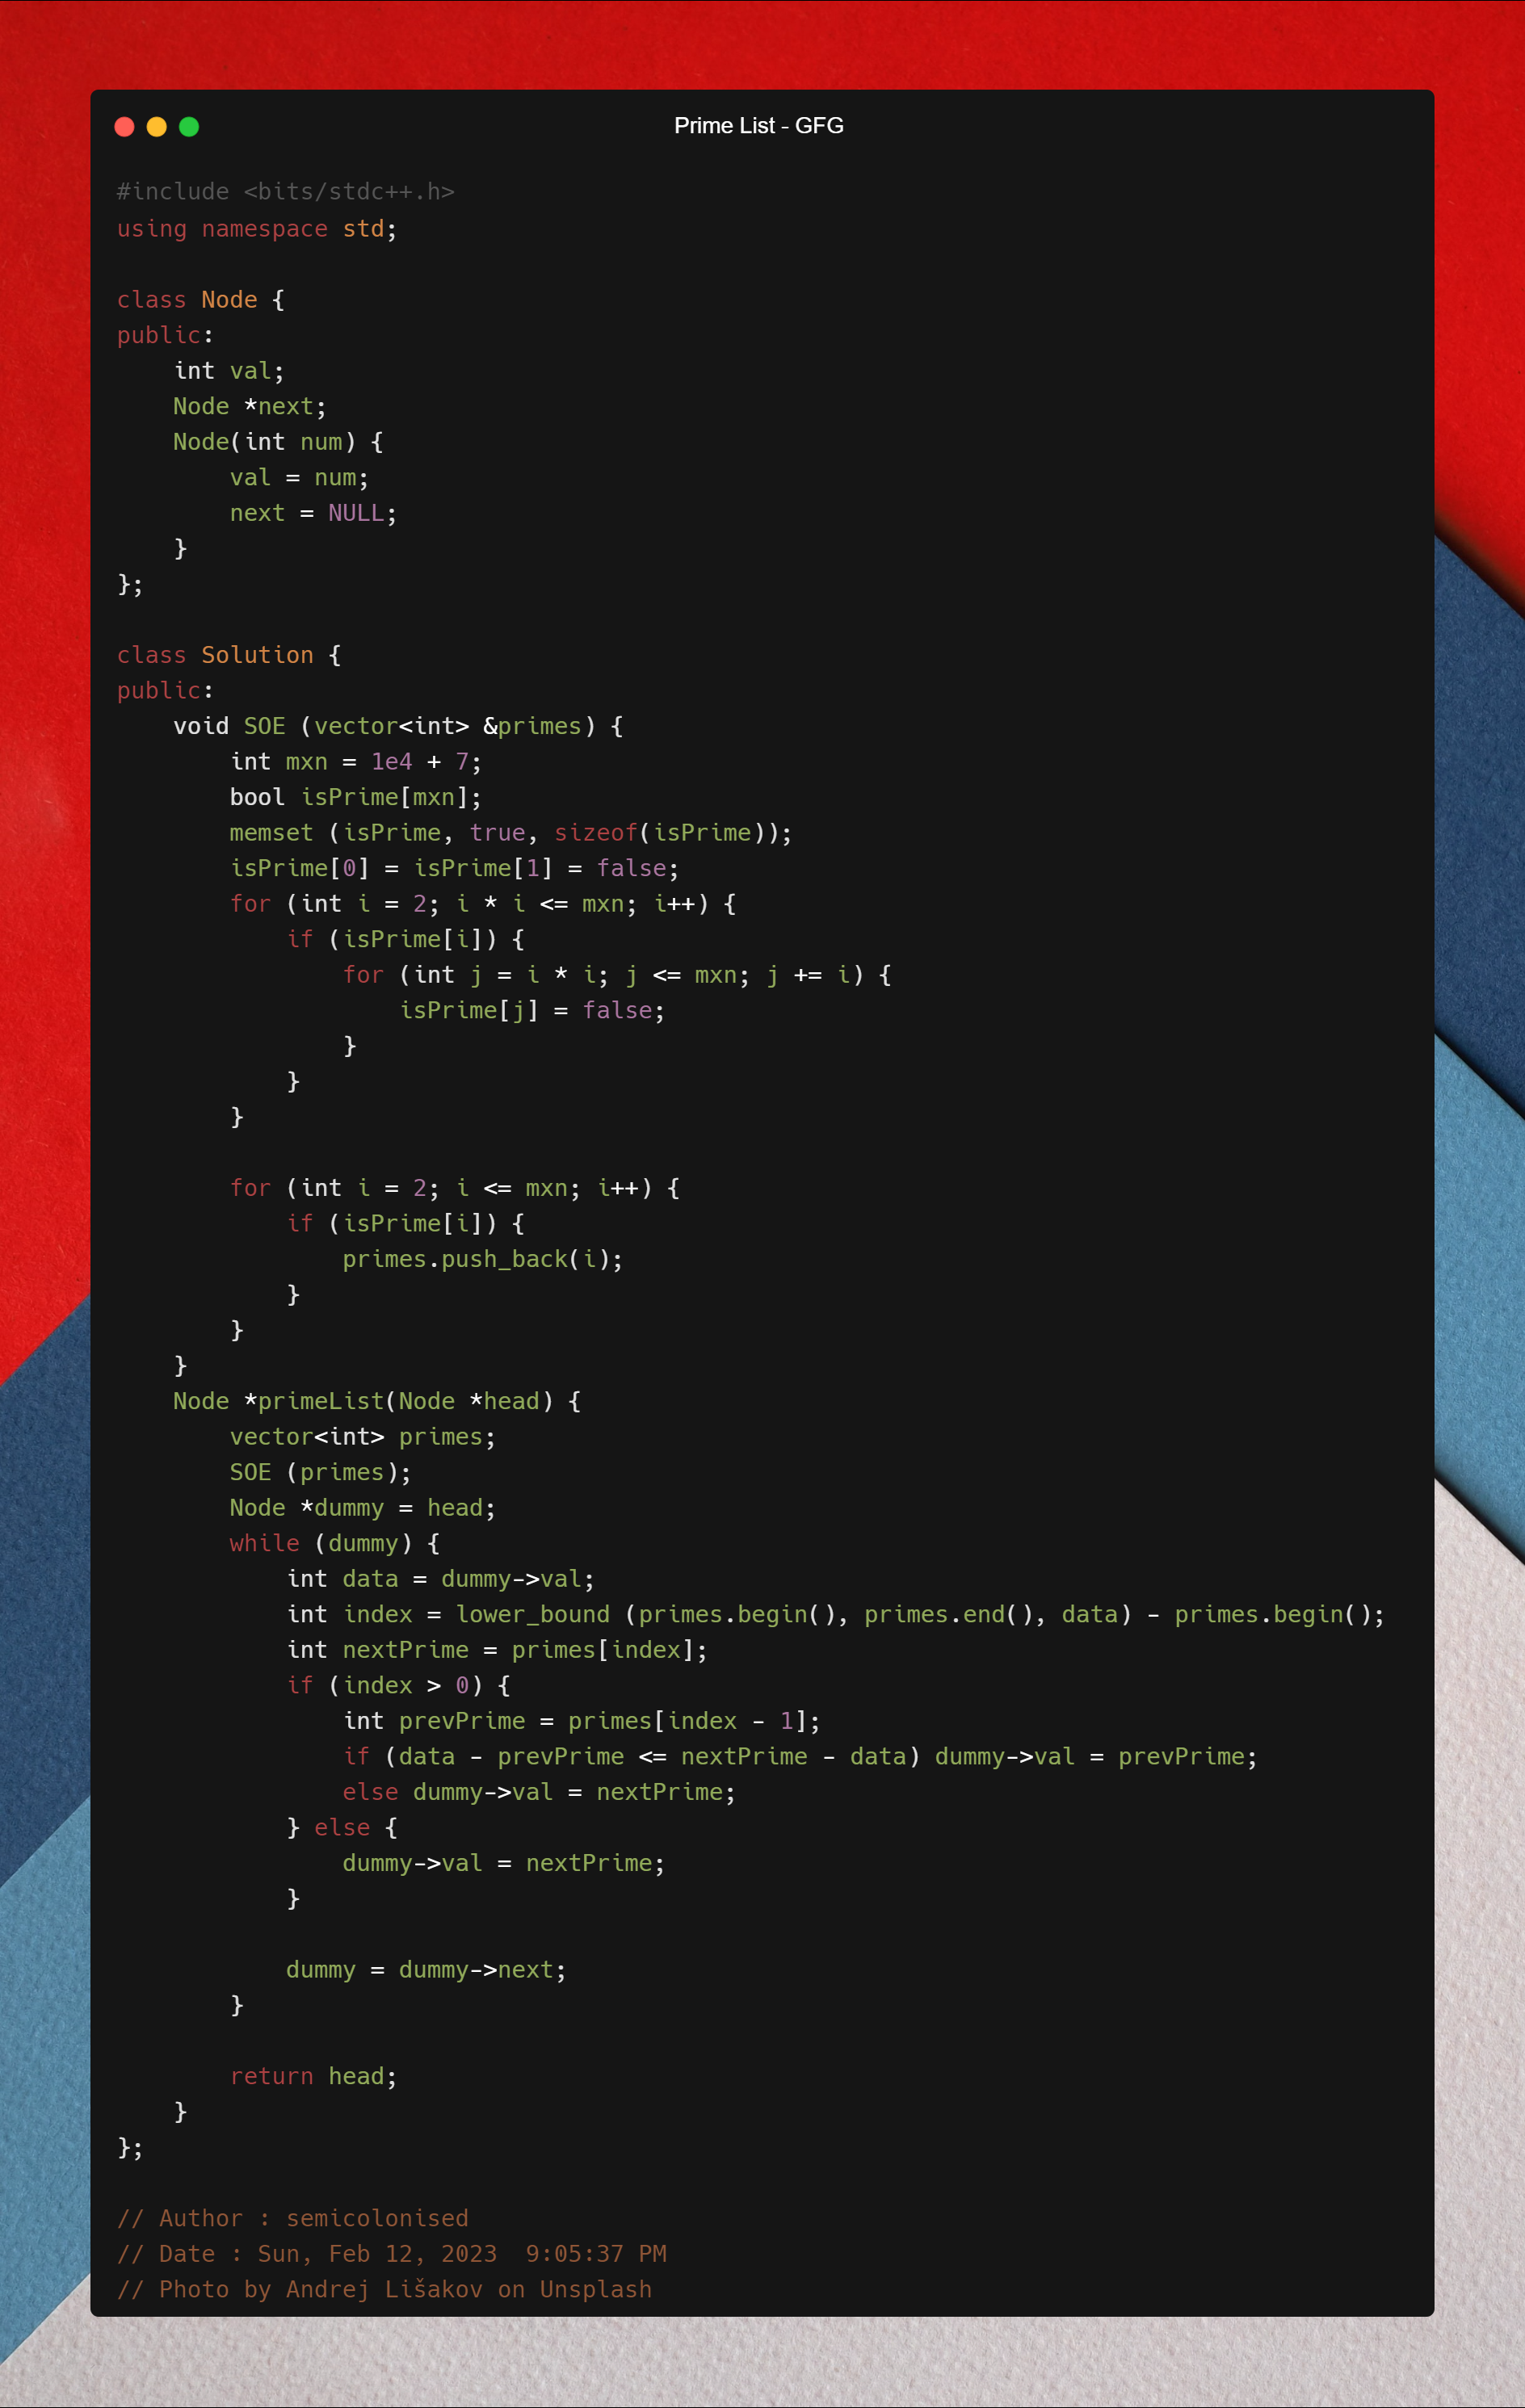 Prime List - GFG
#include <bits/stdc++.h>
using namespace std;

class Node {
public:
    int val;
    Node *next;
    Node(int num) {
        val = num;
        next = NULL;
    }
};

class Solution {
public:
    void SOE (vector<int> &primes) {
        int mxn = 1e4 + 7;
        bool isPrime[mxn];
        memset (isPrime, true, sizeof(isPrime));
        isPrime[0] = isPrime[1] = false;
        for (int i = 2; i * i <= mxn; i++) {
            if (isPrime[i]) {
                for (int j = i * i; j <= mxn; j += i) {
                    isPrime[j] = false;
                }
            }
        }

        for (int i = 2; i <= mxn; i++) {
            if (isPrime[i]) {
                primes.push_back(i);
            }
        }
    }
    Node *primeList(Node *head) {
        vector<int> primes;
        SOE (primes);
        Node *dummy = head;
        while (dummy) {
            int data = dummy->val;
            int index = lower_bound (primes.begin(), primes.end(), data) - primes.begin();
            int nextPrime = primes[index];
            if (index > 0) {
                int prevPrime = primes[index - 1];
                if (data - prevPrime <= nextPrime - data) dummy->val = prevPrime;
                else dummy->val = nextPrime;
            } else {
                dummy->val = nextPrime;
            }

            dummy = dummy->next;
        }

        return head;
    }
};

// Author : semicolonised
// Date : Sun, Feb 12, 2023  9:05:37 PM
// Photo by Andrej Lišakov on Unsplash